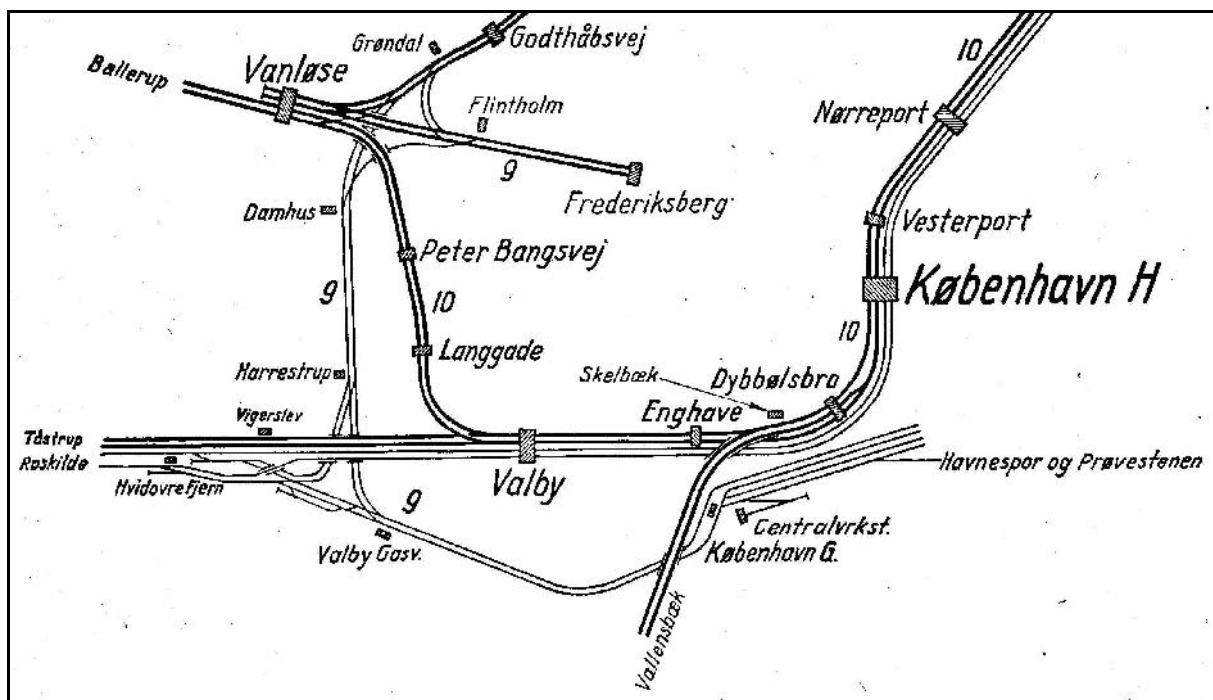 Grøndal
Godthåbsvej
10
Ballerup
Vanløse
Flintholm
Nørreport
9
Frederiksberg
Damhus
Vesterport
Peter Bangsvej
9
10
København H
10
Langgade
Harrestrup
Skelbæk
Dybbølsbro
Vigerslev
Enghave
Tåstrup
Roskilde
Valby
Havnespor og Prøvestenen
Hvidovrefjern
9
Centralvrkst.
København G.
Valby Gasv.
Vallensbæk